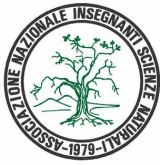 ASSOCIAZIONE NAZIONALE INSEGNANTI SCIENZE NATURALI
-1979-